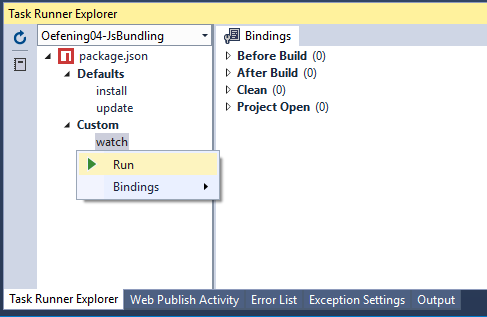 Task Runner Explorer
Oefening04-JsBundling
package.json
Defaults
install
update
Custom
watch
Run
Bindings
Bindings
Before Build (0)
After Build (0)
Clean (0)
Project Open (0)
Task Runner Explorer Web Publish Activity Error List Exception Settings Output